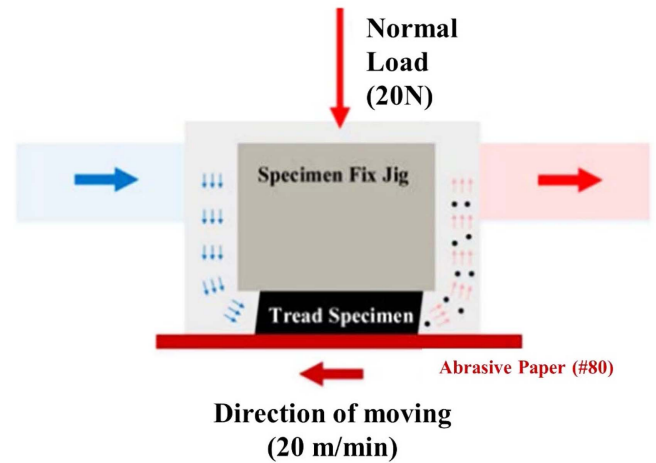 Normal
Load
(20N)
Specimen Fix Jig
Tread Specimen
Abrasive Paper (#80)
Direction of moving
(20 m/min)